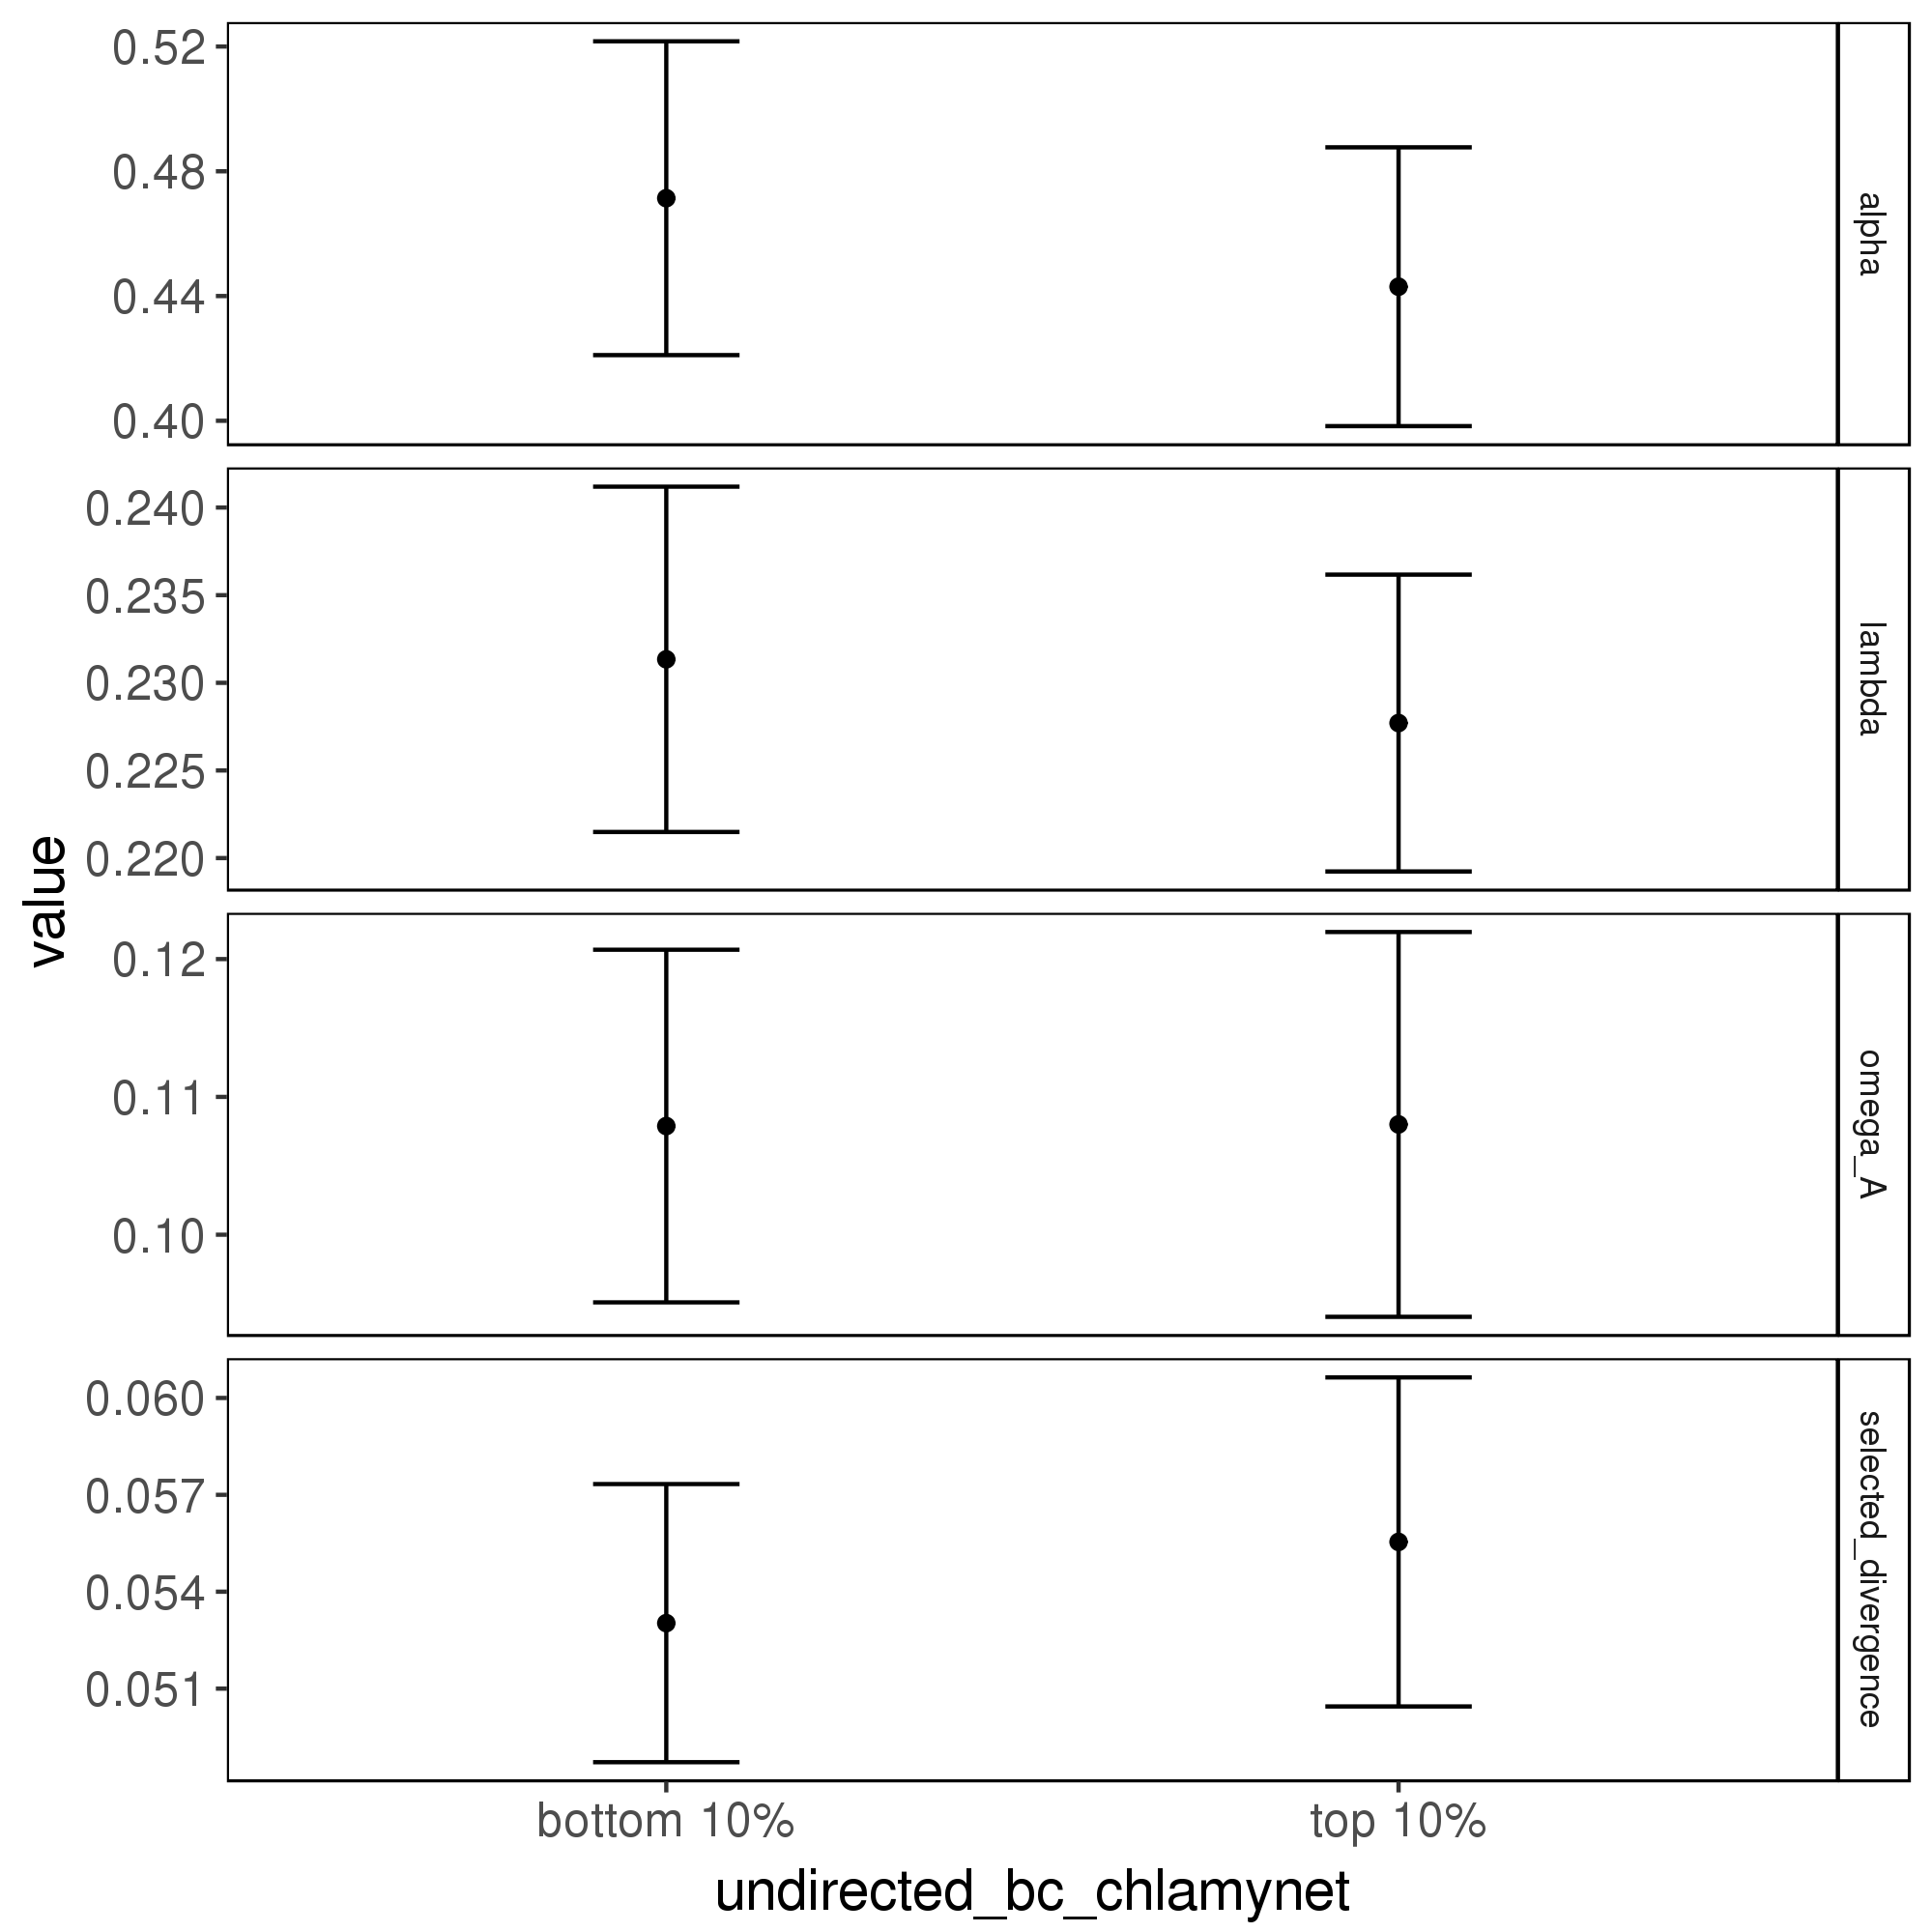 value
0.52
0.48
0.44
0.40
alpha
0.240
0.235
0.230
0.225
0.220
lambda
0.12
0.11
0.10
omega_A
0.060
0.057
0.054
0.051
selected_divergence
bottom 10%
top 10%
undirected_bc_chlamynet